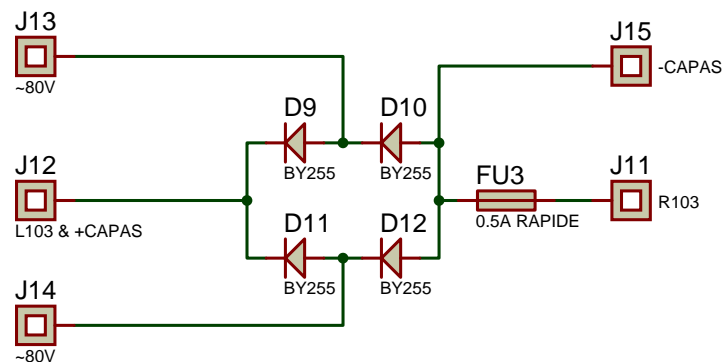 J13
~80V
J15
-CAPAS
D9
BY255
D10
BY255
J12
L103 & +CAPAS
FU3
0.5A RAPIDE
J11
R103
D11
BY255
D12
BY255
J14
~80V